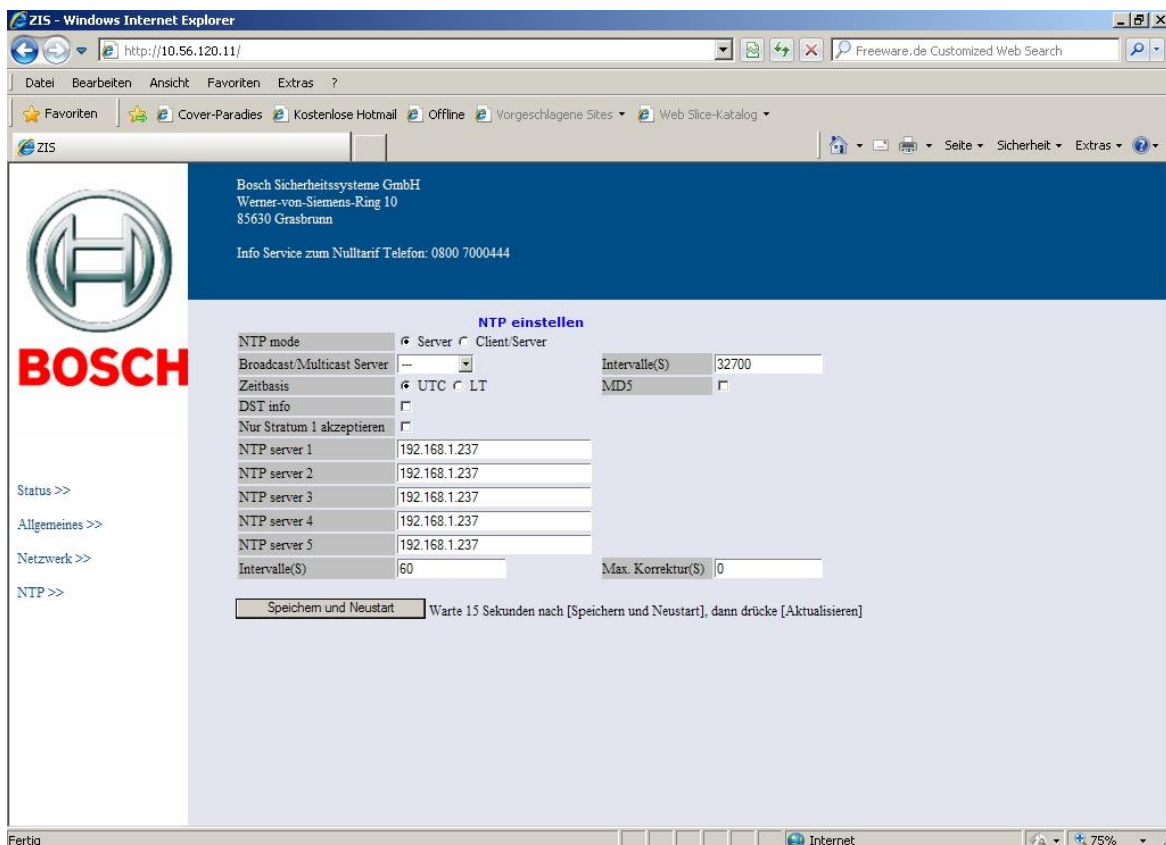 ZIS - Windows Internet Explorer
http://10.56.120.11/
Freeware.de Customized Web Search
Datei Bearbeiten Ansicht Favoriten Extras ?
Favoriten Cover-Paradies Kostenlose Hotmail Offline Vorgeschlagene Sites Web Slice-Katalog
ZIS
Seite Sicherheit Extras
Bosch Sicherheitssysteme GmbH
Werner-von-Siemens-Ring 10
85630 Grasbrunn
Info Service zum Nulltarif Telefon: 0800 7000444
BOSCH
Status >>
Allgemeines >>
Netzwerk >>
NTP >>
NTP einstellen
NTP mode Server Client/Server
Broadcast/Multicast Server --- Intervalle(S) 32700
Zeitbasis UTC LT MD5
DST info
Nur Stratum 1 akzeptieren
NTP server 1 192.168.1.237
NTP server 2 192.168.1.237
NTP server 3 192.168.1.237
NTP server 4 192.168.1.237
NTP server 5 192.168.1.237
Intervalle(S) 60 Max. Korrektur(S) 0
Speichern und Neustart Warte 15 Sekunden nach [Speichern und Neustart], dann drücke [Aktualisieren]
Fertig Internet 75%